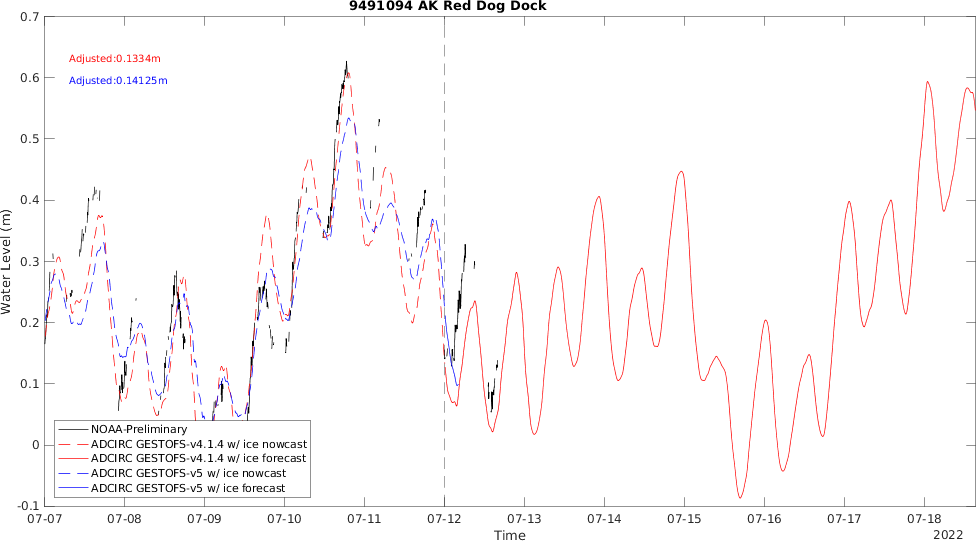 9491094 AK Red Dog Dock
0.7
0.6
0.5
0.4
0.3
0.2
0.1
0
-0.1
Water Level (m)
Adjusted:0.1334m
Adjusted:0.14125m
NOAA-Preliminary
ADCIRC GESTOFS-v4.1.4 w/ ice nowcast
ADCIRC GESTOFS-v4.1.4 w/ ice forecast
ADCIRC GESTOFS-v5 w/ ice nowcast
ADCIRC GESTOFS-v5 w/ ice forecast
07-07 07-08 07-09 07-10 07-11 07-12 07-13 07-14 07-15 07-16 07-17 07-18
Time
2022